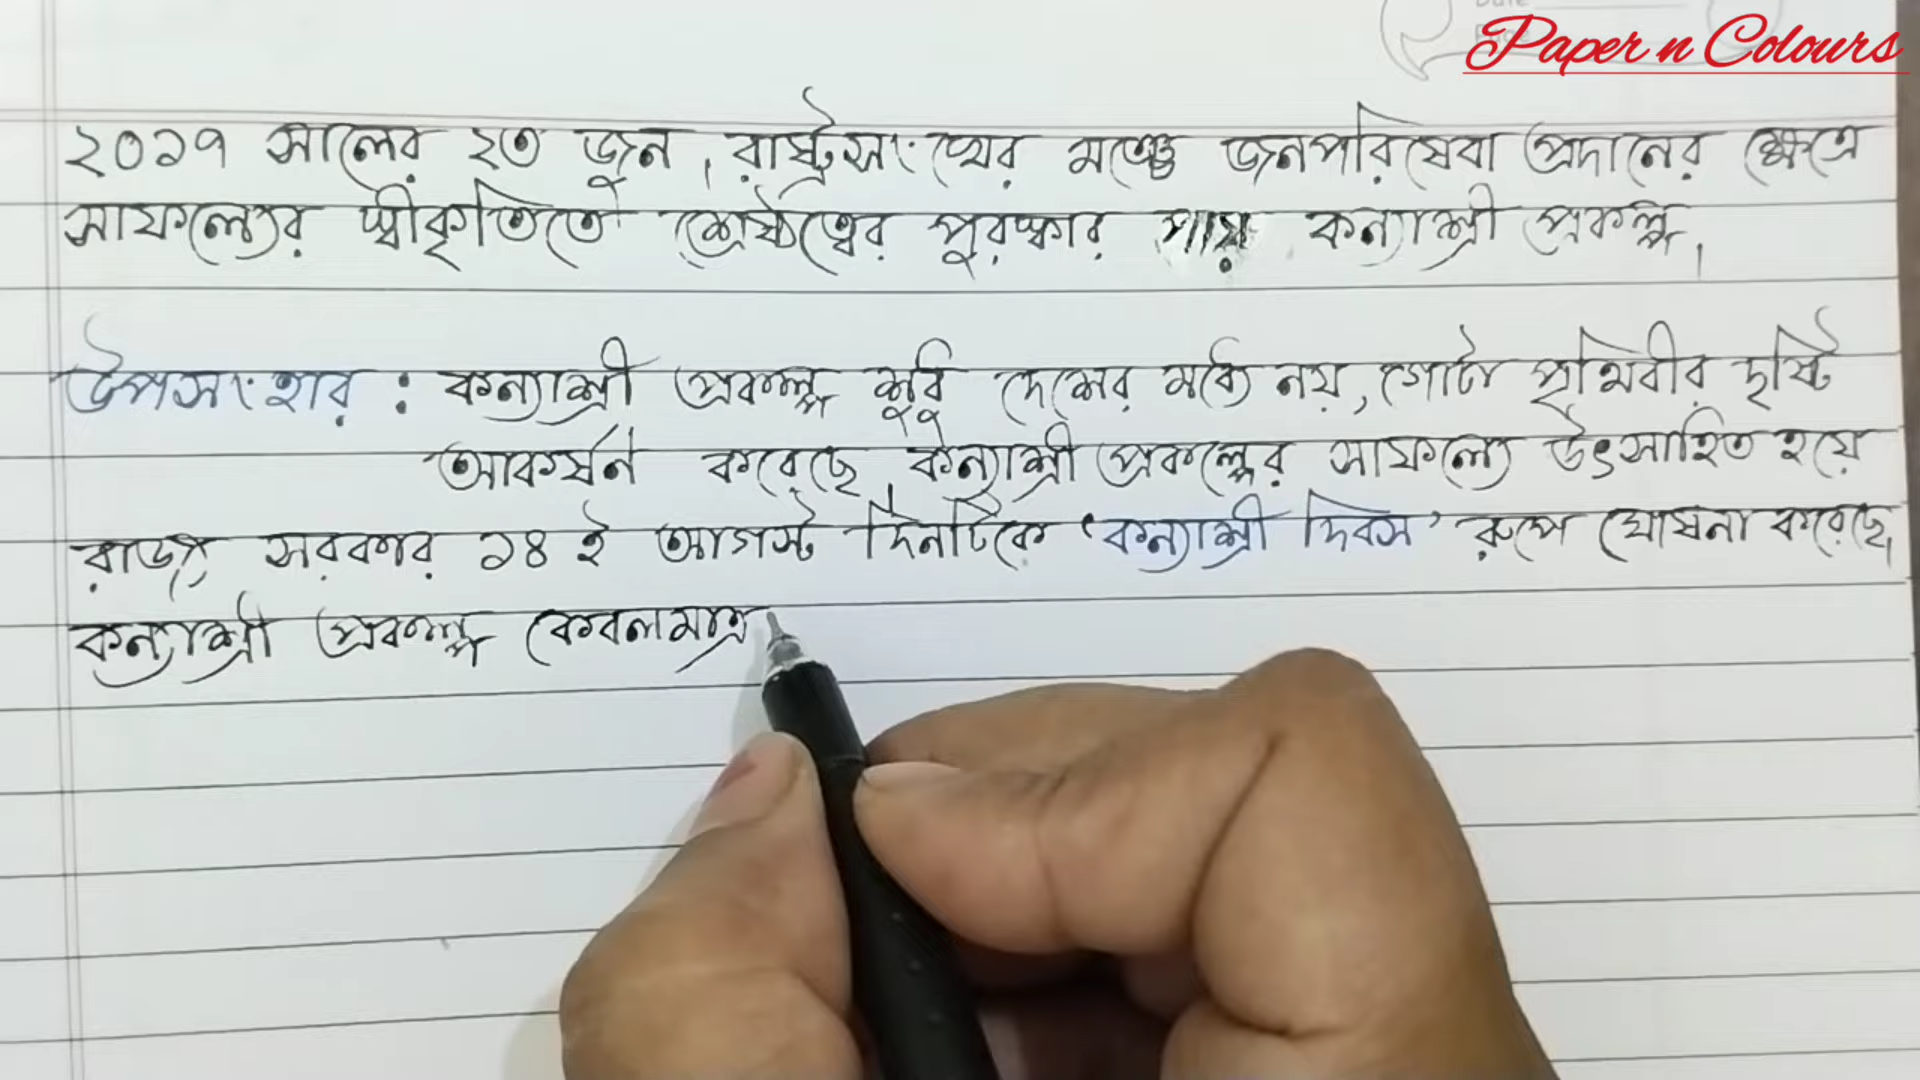 Paper n Colours
২০১৭ সালের ২৩ জুন, রাষ্ট্রসংঘের মঞ্চে জনপরিষেবা প্রদানের ক্ষেত্রে
সাফল্যের স্বীকৃতিতে শ্রেষ্ঠত্বের পুরস্কার পায় কন্যাশ্রী প্রকল্প।
উপসংহার : কন্যাশ্রী প্রকল্প শুধু দেশের মধ্যে নয়, গোটা পৃথিবীর দৃষ্টি
আকর্ষন করেছে। কন্যাশ্রী প্রকল্পের সাফল্যে উৎসাহিত হয়ে
রাজ্য সরকার ১৪ ই আগস্ট দিনটিকে ‘কন্যাশ্রী দিবস’ রুপে ঘোষনা করেছে।
কন্যাশ্রী প্রকল্প কেবলমাত্র